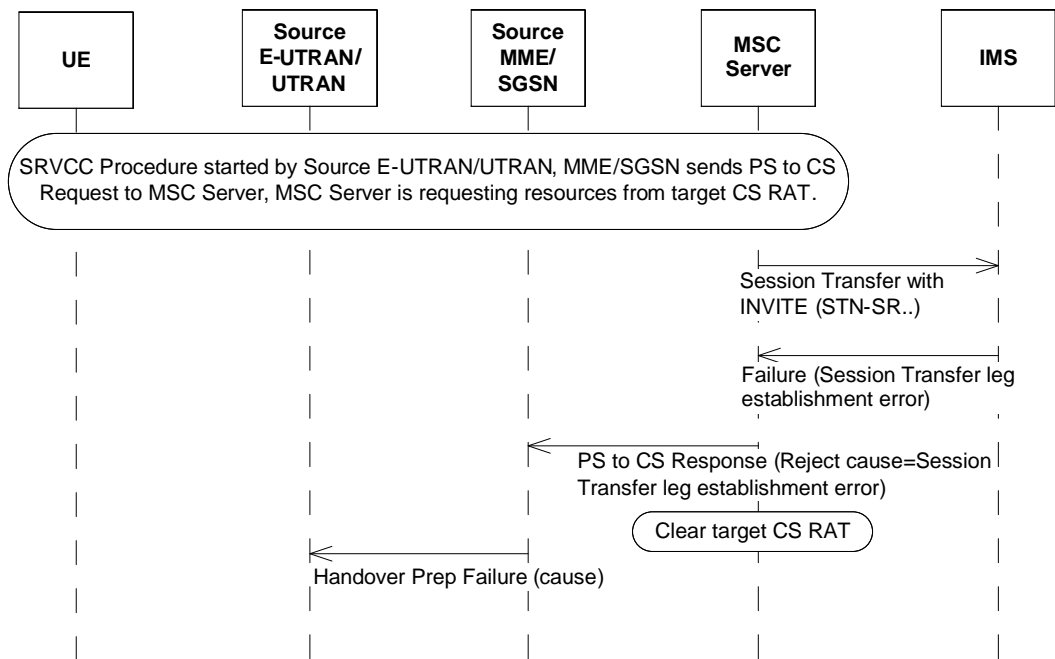 UE
Source
E-UTRAN/
UTRAN
Source
MME/
SGSN
MSC
Server
IMS
SRVCC Procedure started by Source E-UTRAN/UTRAN, MME/SGSN sends PS to CS
Request to MSC Server, MSC Server is requesting resources from target CS RAT.
Session Transfer with
INVITE (STN-SR..)
Failure (Session Transfer leg
establishment error)
PS to CS Response (Reject cause=Session
Transfer leg establishment error)
Clear target CS RAT
Handover Prep Failure (cause)